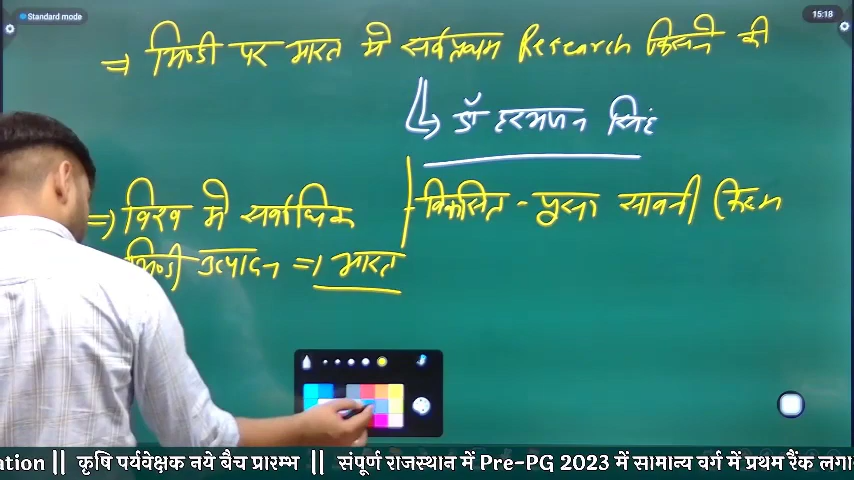 Standard mode
15:18
=> भिण्डी पर भारत में सर्वप्रथम Research किसने की
डॉ हरभजन सिंह
=> विश्व में सर्वाधिक
भिण्डी उत्पादन => भारत
विकसित - पूसा सावनी (किस्म
ation || कृषि पर्यवेक्षक नये बैच प्रारम्भ || संपूर्ण राजस्थान में Pre-PG 2023 में सामान्य वर्ग में प्रथम रैंक लगा